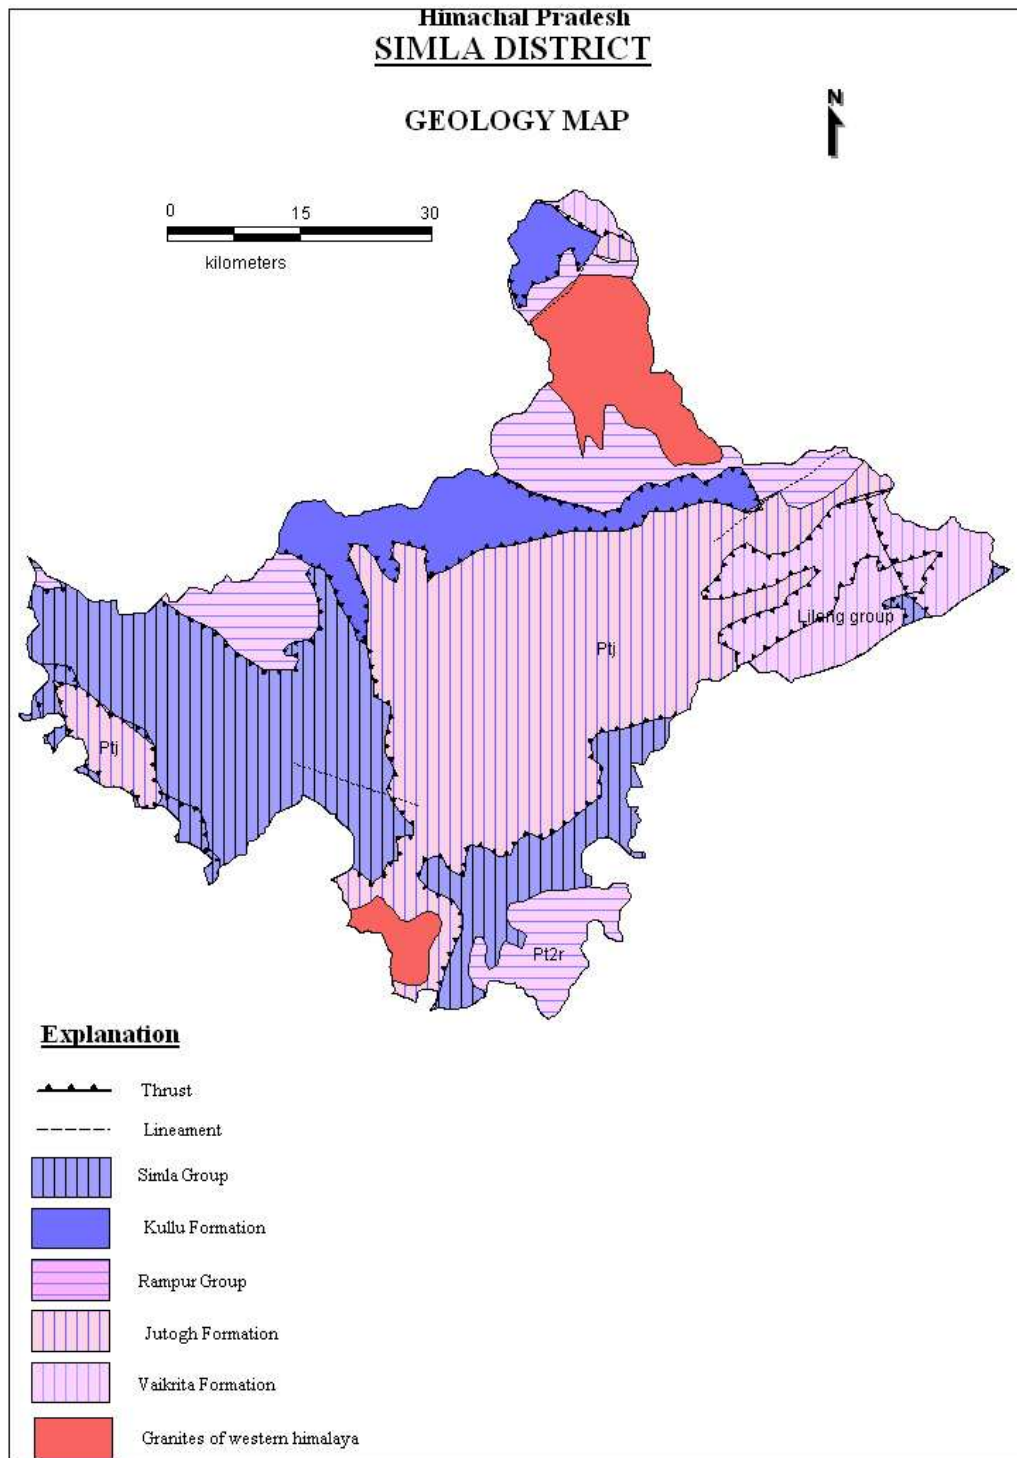 Himachal Pradesh
SIMLA DISTRICT
GEOLOGY MAP
N
0 15 30
kilometers
Lilang group
Ptj
Ptj
Pt2r
Explanation
Thrust
Lineament
Simla Group
Kullu Formation
Rampur Group
Jutogh Formation
Vaikrita Formation
Granites of western himalaya